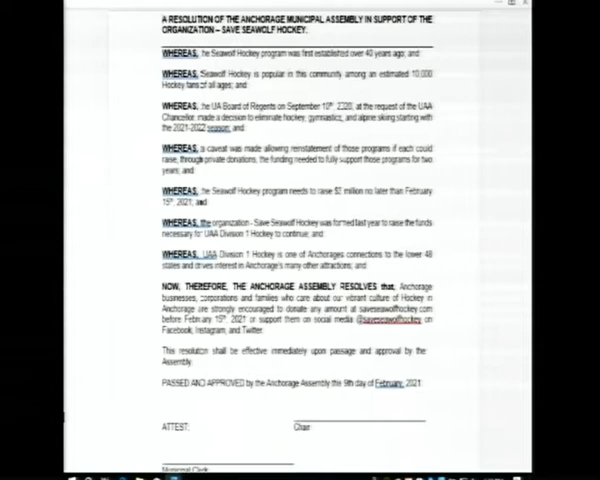 A RESOLUTION OF THE ANCHORAGE MUNICIPAL ASSEMBLY IN SUPPORT OF THE
ORGANIZATION – SAVE SEAWOLF HOCKEY.
WHEREAS, he Seawolf Hockey program was first established over 40 years ago; and
WHEREAS, Seawolf Hockey is popular in this community among an estimated 10,000
Hockey fans of all ages; and
WHEREAS, he UA Board of Regents on September 10th, 2020, at the request of the UAA
Chancellor, made a decision to eliminate hockey, gymnastics, and alpine skiing starting with
the 2021-2022 season; and
WHEREAS, a caveat was made allowing reinstatement of those programs if each could
raise, through private donations, the funding needed to fully support those programs for two
years; and
WHEREAS, he Seawolf Hockey program needs to raise $3 million no later than February
15th, 2021; and
WHEREAS, the organization - Save Seawolf Hockey was formed last year to raise the funds
necessary for UAA Division 1 Hockey to continue; and
WHEREAS, UAA Division 1 Hockey is one of Anchorages connections to the lower 48
states and drives interest in Anchorage's many other attractions; and
NOW, THEREFORE, THE ANCHORAGE ASSEMBLY RESOLVES that, Anchorage
businesses, corporations and families who care about our vibrant culture of Hockey in
Anchorage are strongly encouraged to donate any amount at saveseawolfhockey.com
before February 15th, 2021 or support them on social media @saveseawolfhockey on
Facebook, Instagram, and Twitter.
This resolution shall be effective immediately upon passage and approval by the
Assembly.
PASSED AND APPROVED by the Anchorage Assembly this 9th day of February, 2021.
ATTEST: Chair
Municipal Clerk